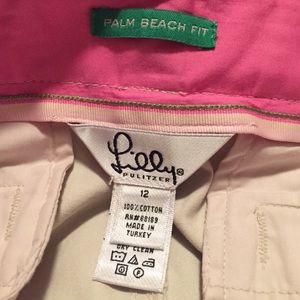 PALM BEACH FIT
Lilly®
PULITZER
12
100%COTTON
RN#88189
MADE IN
TURKEY
DRY CLEAN